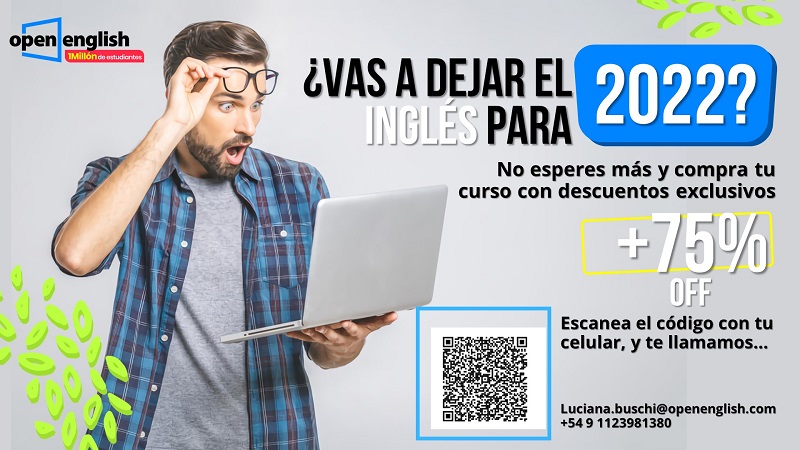 open english
1Millón de estudiantes
¿VAS A DEJAR EL
INGLÉS PARA
2022?
No esperes más y compra tu
curso con descuentos exclusivos
+75%
OFF
Escanea el código con tu
celular, y te llamamos...
Luciana.buschi@openenglish.com
+54 9 1123981380